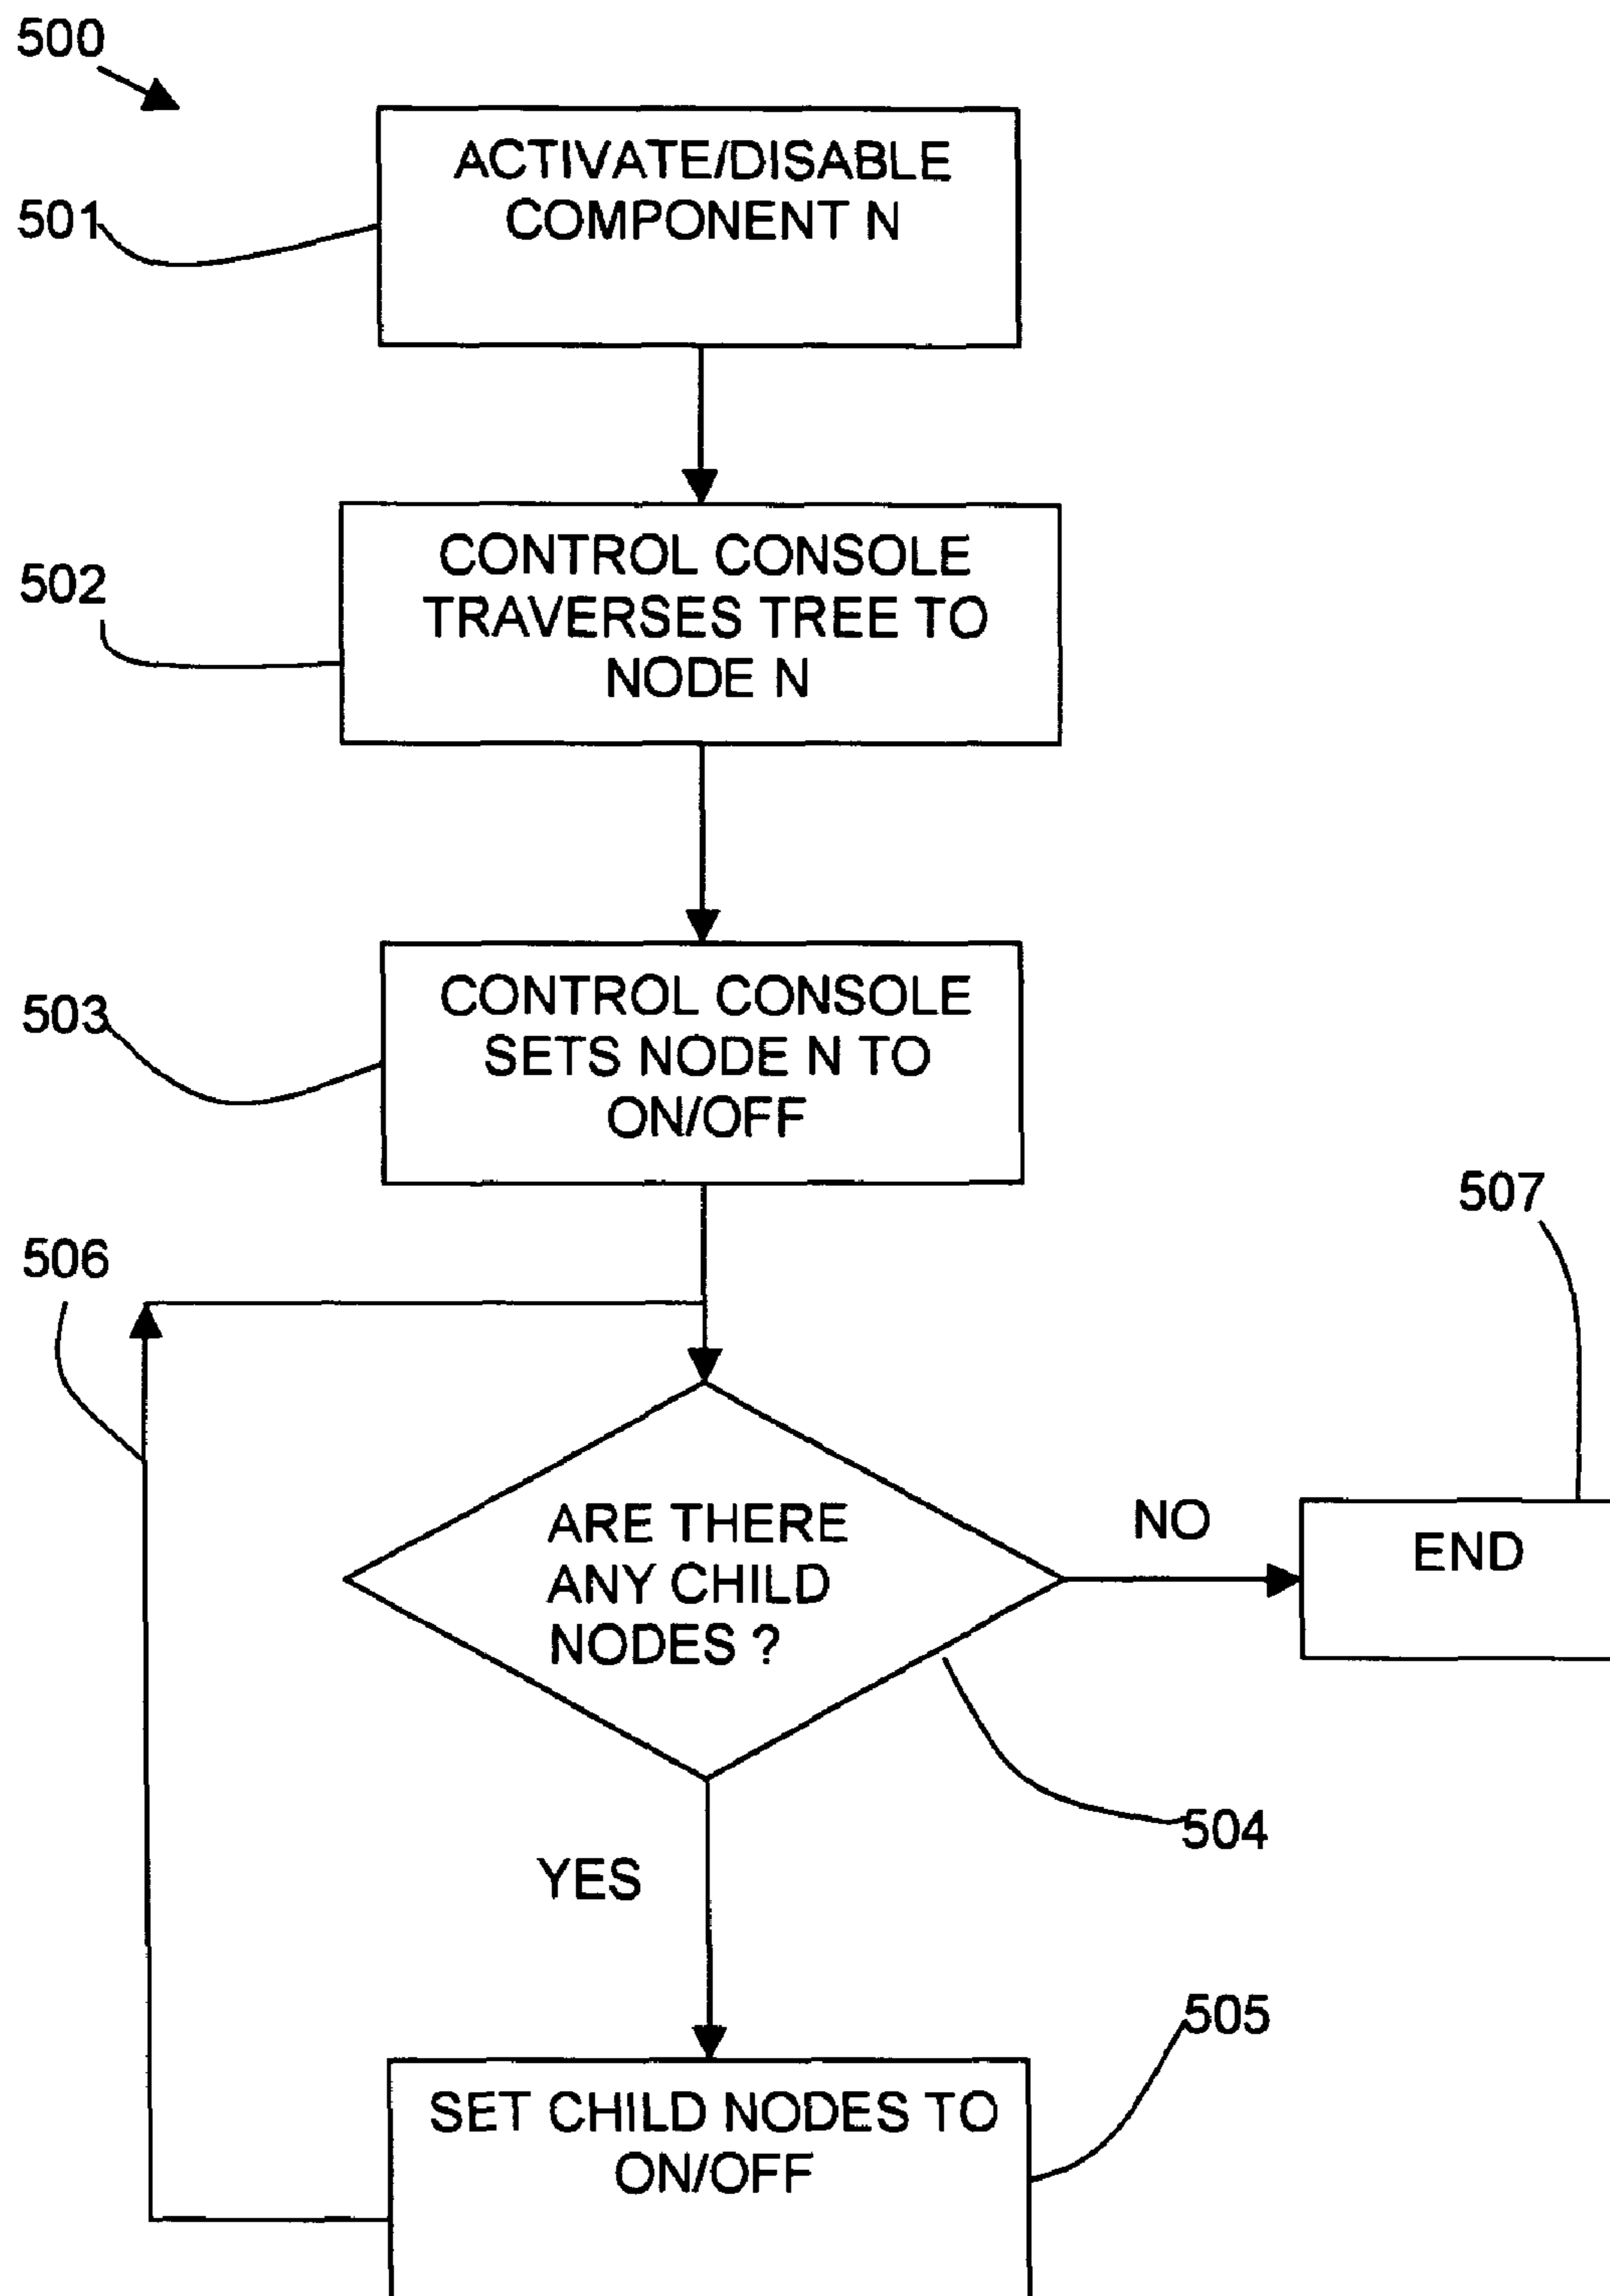 500
ACTIVATE/DISABLE
COMPONENT N
501
CONTROL CONSOLE
TRAVERSES TREE TO
NODE N
502
CONTROL CONSOLE
SETS NODE N TO
ON/OFF
503
507
506
ARE THERE
ANY CHILD
NODES ?
NO
END
504
YES
505
SET CHILD NODES TO
ON/OFF